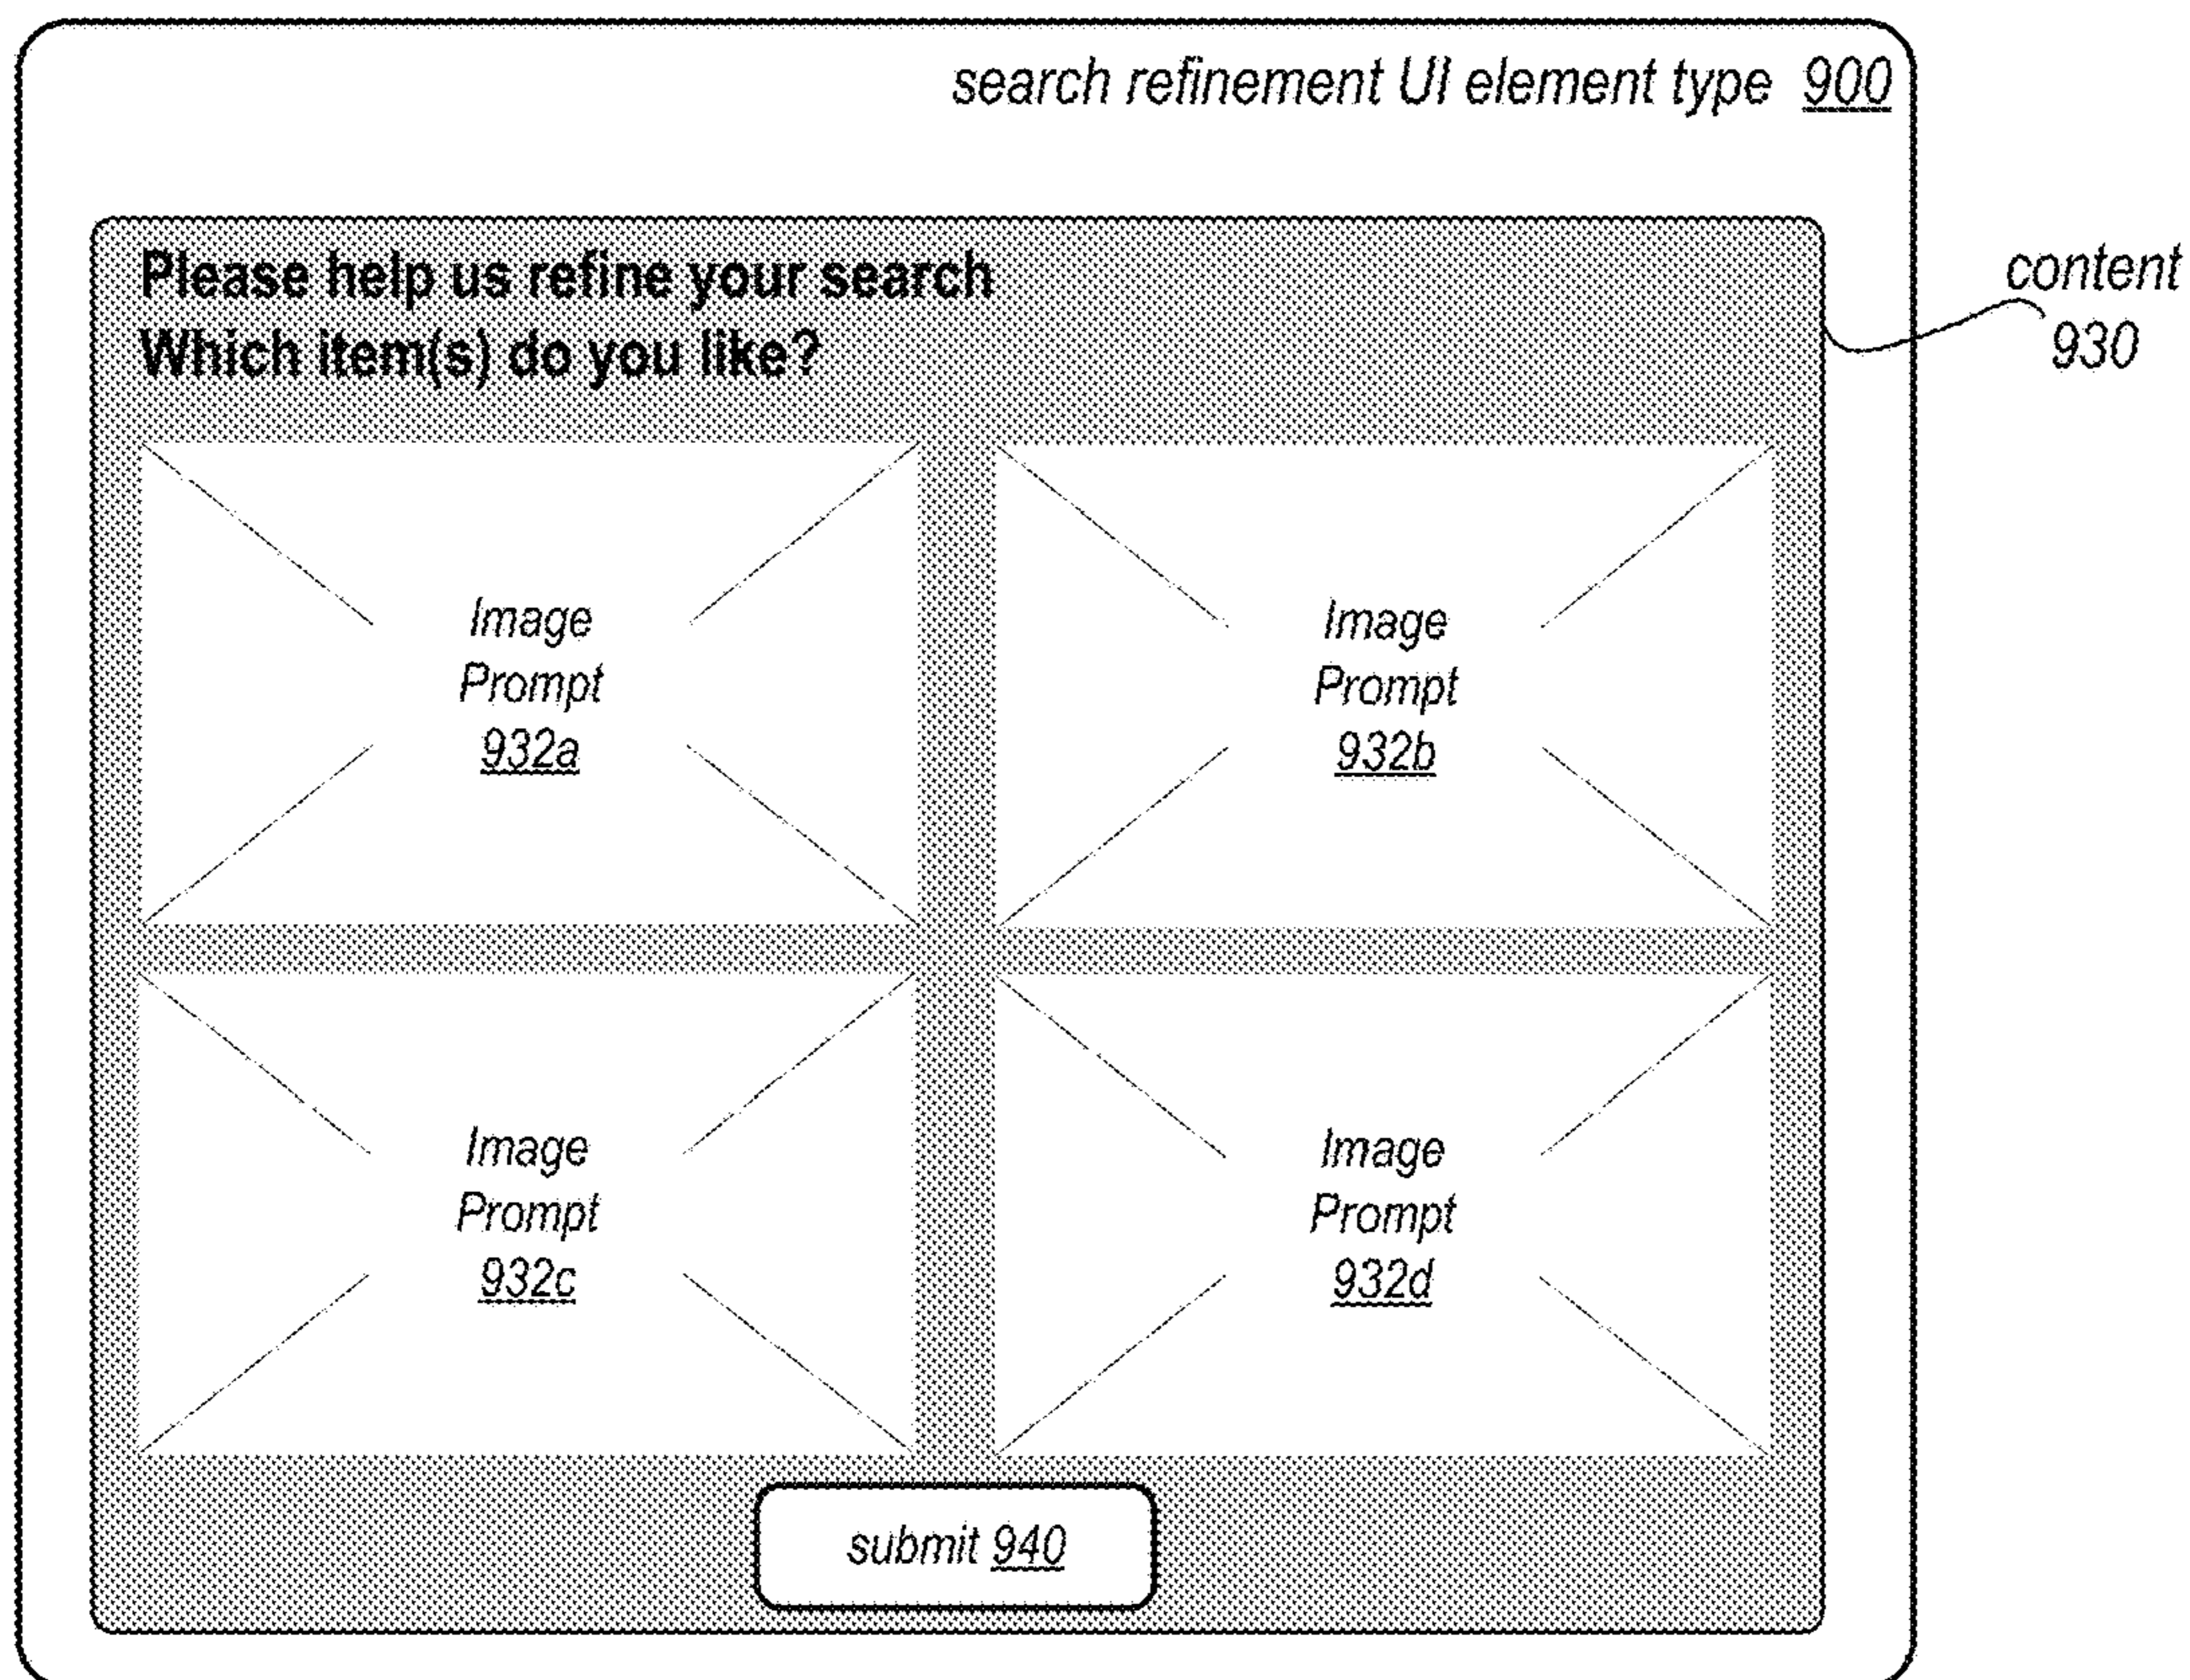 search refinement UI element type 900
Please help us refine your search
Which item(s) do you like?
content
930
Image
Prompt
932a
Image
Prompt
932b
Image
Prompt
932c
Image
Prompt
932d
submit 940